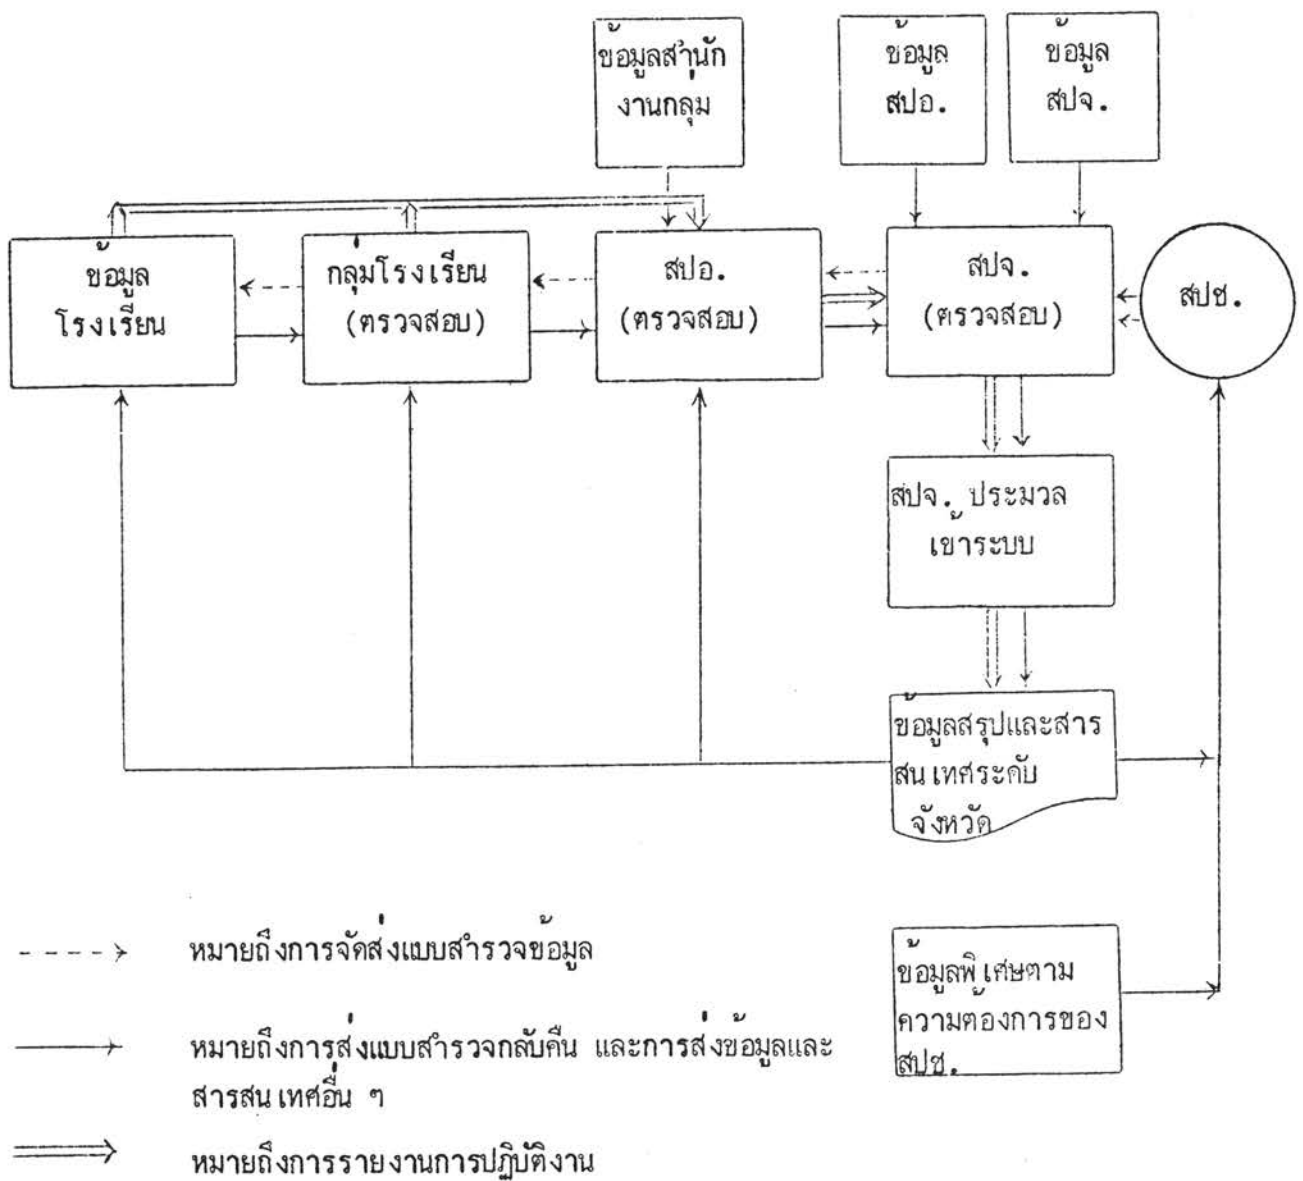 ข้อมูลสำนัก
งานกลุ่ม
ข้อมูล
สปอ.
ข้อมูล
สปจ.
ข้อมูล
โรงเรียน
กลุ่มโรงเรียน
(ตรวจสอบ)
สปอ.
(ตรวจสอบ)
สปจ.
(ตรวจสอบ)
สปช.
สปจ. ประมวล
เข้าระบบ
ข้อมูลสรุปและสาร
สนเทศระดับ
จังหวัด
ข้อมูลพิเศษตาม
ความต้องการของ
สปช.
หมายถึงการจัดส่งแบบสำรวจข้อมูล
หมายถึงการส่งแบบสำรวจกลับคืน และการส่งข้อมูลและ
สารสนเทศอื่น ๆ
หมายถึงการรายงานการปฏิบัติงาน